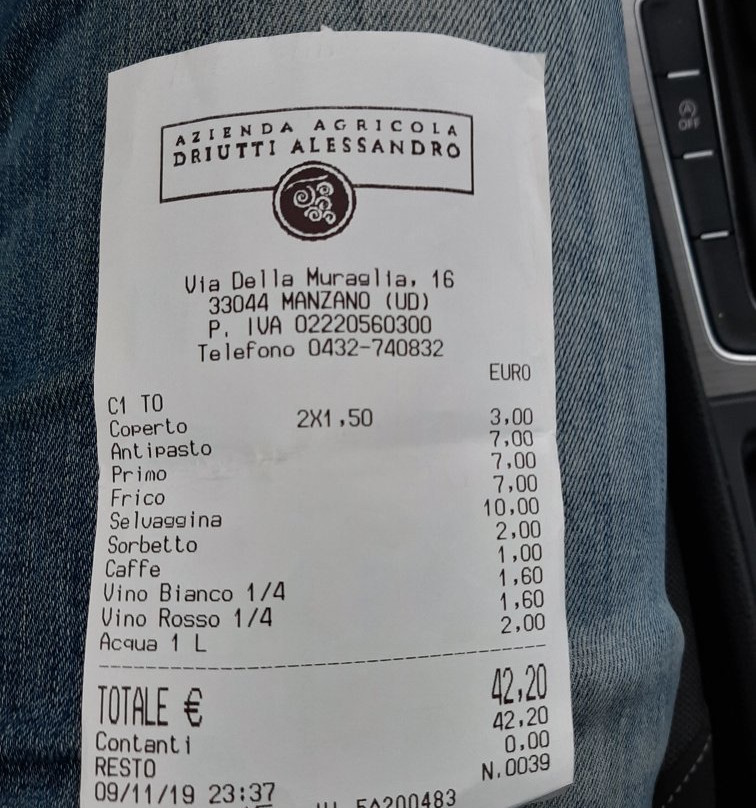 AZIENDA AGRICOLA
DRIUTTI ALESSANDRO
Via Della Muraglia, 16
33044 MANZANO (UD)
P. IVA 02220560300
Telefono 0432-740832
EURO
C1 T0
Coperto 2X1,50 3,00
Antipasto 7,00
Primo 7,00
Frico 7,00
Selvaggina 10,00
Sorbetto 2,00
Caffe 1,00
Vino Bianco 1/4 1,60
Vino Rosso 1/4 1,60
Acqua 1 L 2,00
TOTALE € 42,20
Contanti 42,20
RESTO 0,00
09/11/19 23:37 N.0039
A
OFF